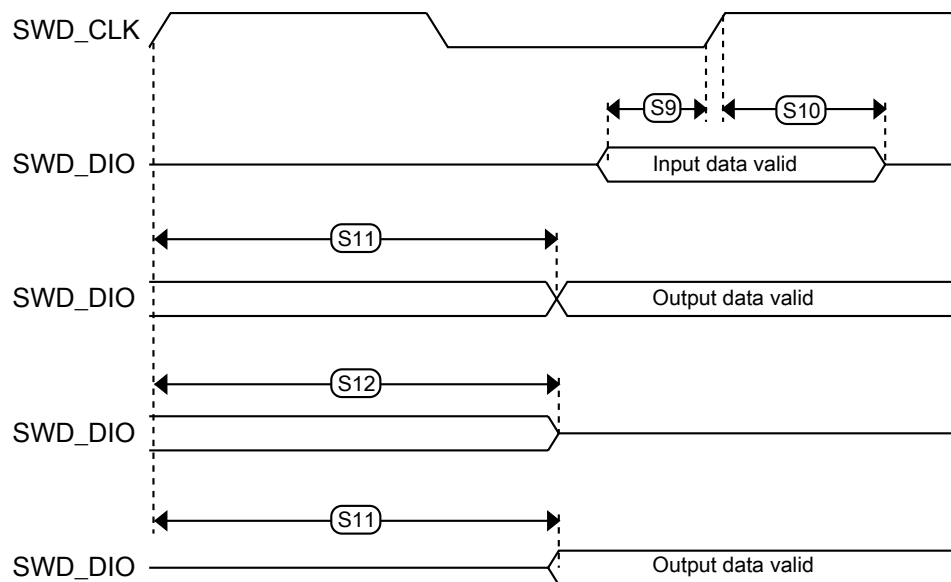 SWD_CLK
S9
S10
SWD_DIO
Input data valid
S11
SWD_DIO
Output data valid
S12
SWD_DIO
S11
SWD_DIO
Output data valid